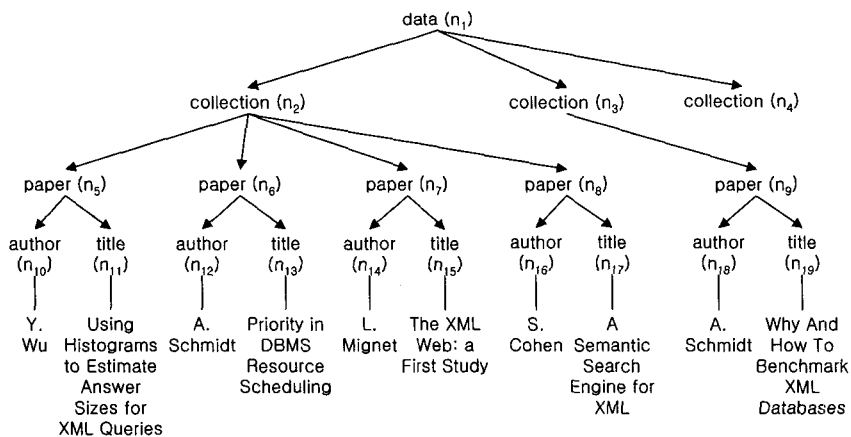 data (n1)
collection (n2)
collection (n3)
collection (n4)
paper (n5)
paper (n6)
paper (n7)
paper (n8)
paper (n9)
author
(n10)
title
(n11)
author
(n12)
title
(n13)
author
(n14)
title
(n15)
author
(n16)
title
(n17)
author
(n18)
title
(n19)
Y.
Wu
Using
Histograms
to Estimate
Answer
Sizes for
XML Queries
A.
Schmidt
Priority in
DBMS
Resource
Scheduling
L.
Mignet
The XML
Web: a
First Study
S.
Cohen
A
Semantic
Search
Engine for
XML
A.
Schmidt
Why And
How To
Benchmark
XML
Databases